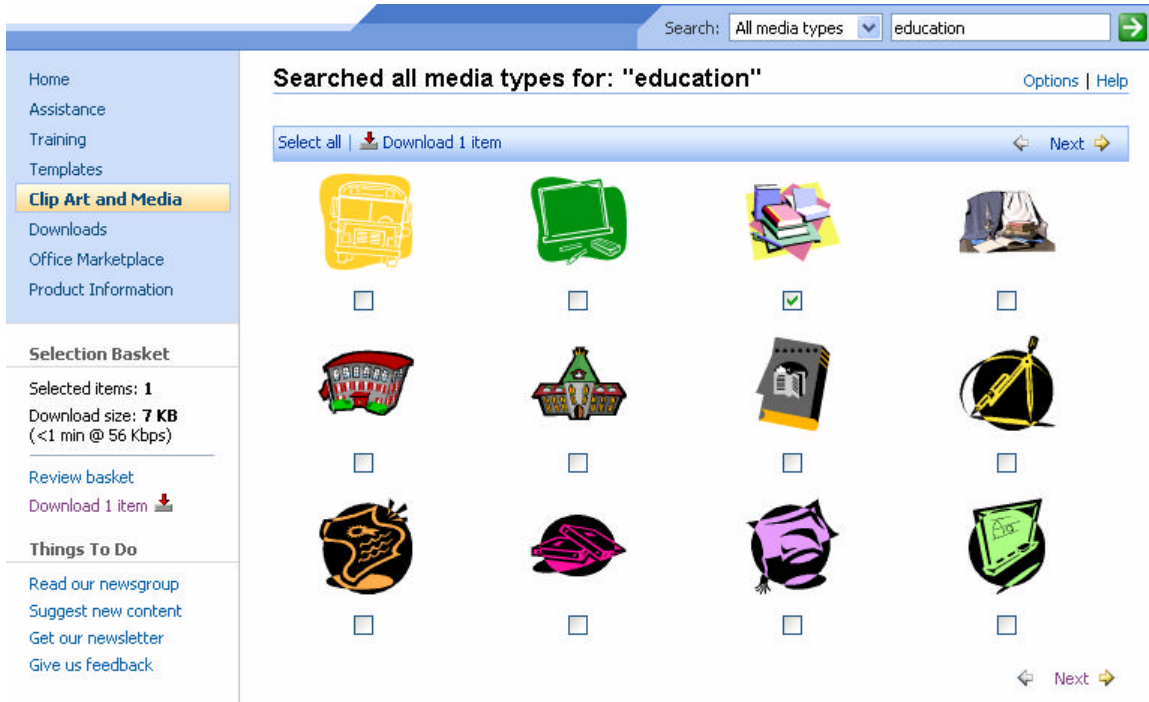 Search: All media types education
Home
Assistance
Training
Templates
Clip Art and Media
Downloads
Office Marketplace
Product Information
Selection Basket
Selected items: 1
Download size: 7 KB
(<1 min @ 56 Kbps)
Review basket
Download 1 item
Things To Do
Read our newsgroup
Suggest new content
Get our newsletter
Give us feedback
Searched all media types for: "education"
Options | Help
Select all | Download 1 item
Next
Aa
Next